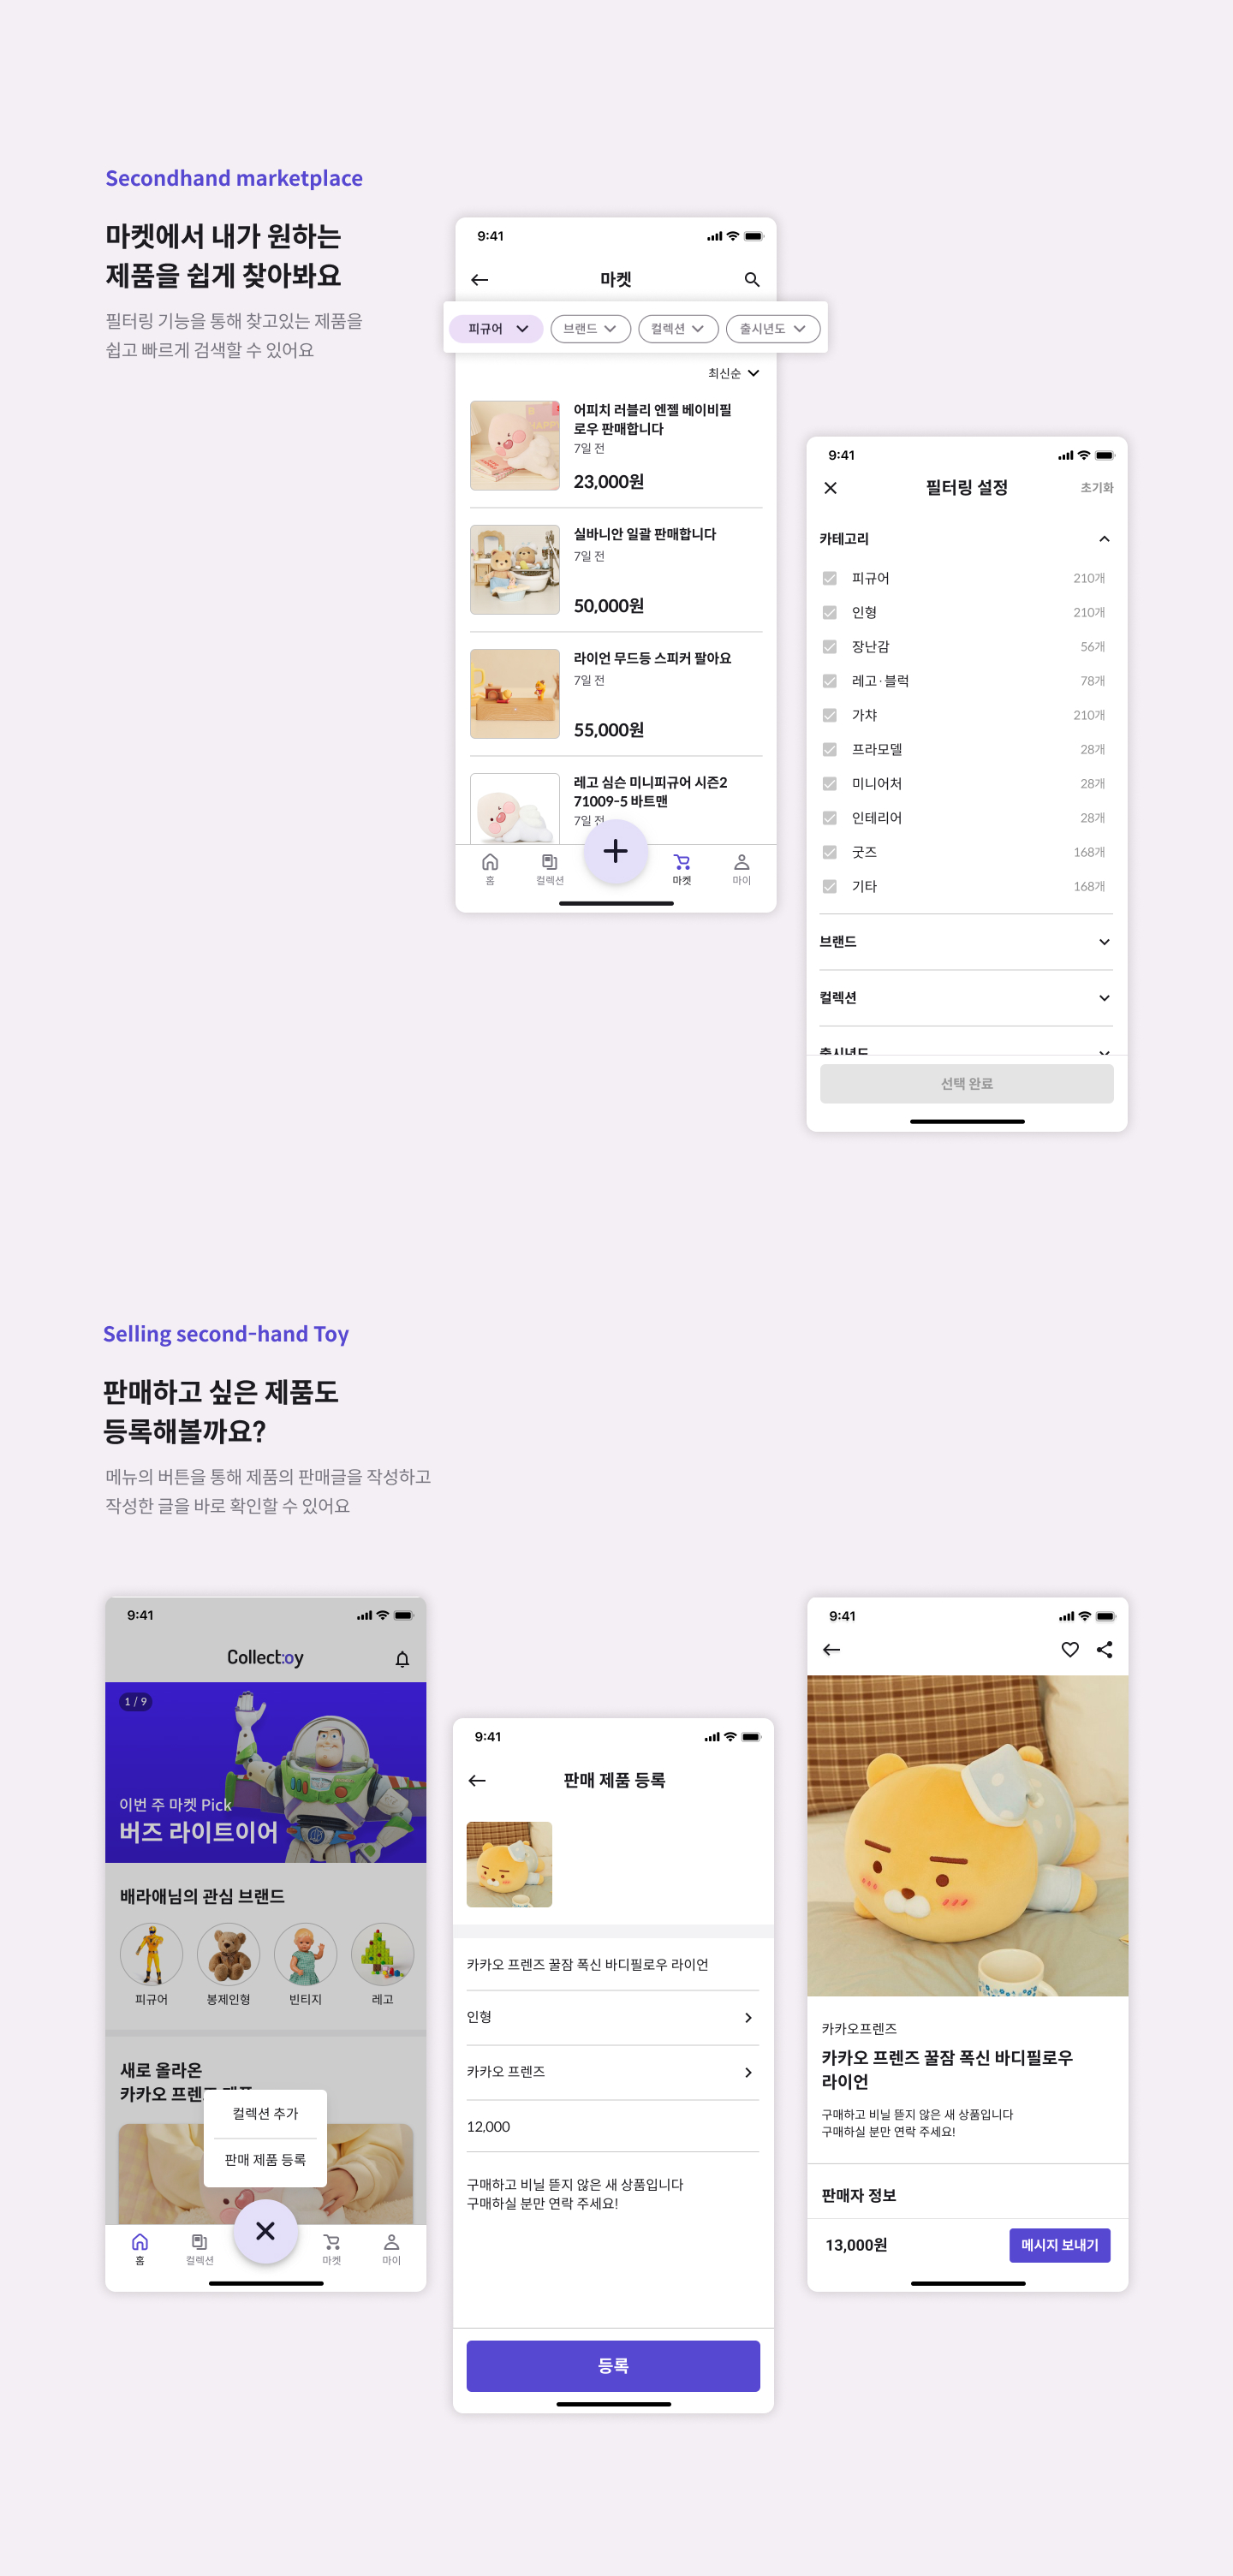 Secondhand marketplace
마켓에서 내가 원하는
제품을 쉽게 찾아봐요
필터링 기능을 통해 찾고있는 제품을
쉽고 빠르게 검색할 수 있어요
9:41
마켓
피규어
브랜드
컬렉션
출시년도
최신순
어피치 러블리 엔젤 베이비필
로우 판매합니다
7일 전
23,000원
실바니안 일괄 판매합니다
7일 전
50,000원
라이언 무드등 스피커 팔아요
7일 전
55,000원
레고 심슨 미니피규어 시즌2
71009-5 바트맨
7일 전
홈
컬렉션
마켓
마이
9:41
필터링 설정
초기화
카테고리
피규어 210개
인형 210개
장난감 56개
레고·블럭 78개
가챠 210개
프라모델 28개
미니어처 28개
인테리어 28개
굿즈 168개
기타 168개
브랜드
컬렉션
출시년도
선택 완료
Selling second-hand Toy
판매하고 싶은 제품도
등록해볼까요?
메뉴의 버튼을 통해 제품의 판매글을 작성하고
작성한 글을 바로 확인할 수 있어요
9:41
Collect:oy
1 / 9
이번 주 마켓 Pick
버즈 라이트이어
배라애님의 관심 브랜드
피규어
봉제인형
빈티지
레고
새로 올라온
카카오 프렌즈 제품
컬렉션 추가
판매 제품 등록
홈
컬렉션
마켓
마이
9:41
판매 제품 등록
카카오 프렌즈 꿀잠 폭신 바디필로우 라이언
인형
카카오 프렌즈
12,000
구매하고 비닐 뜯지 않은 새 상품입니다
구매하실 분만 연락 주세요!
등록
9:41
카카오프렌즈
카카오 프렌즈 꿀잠 폭신 바디필로우
라이언
구매하고 비닐 뜯지 않은 새 상품입니다
구매하실 분만 연락 주세요!
판매자 정보
13,000원
메시지 보내기